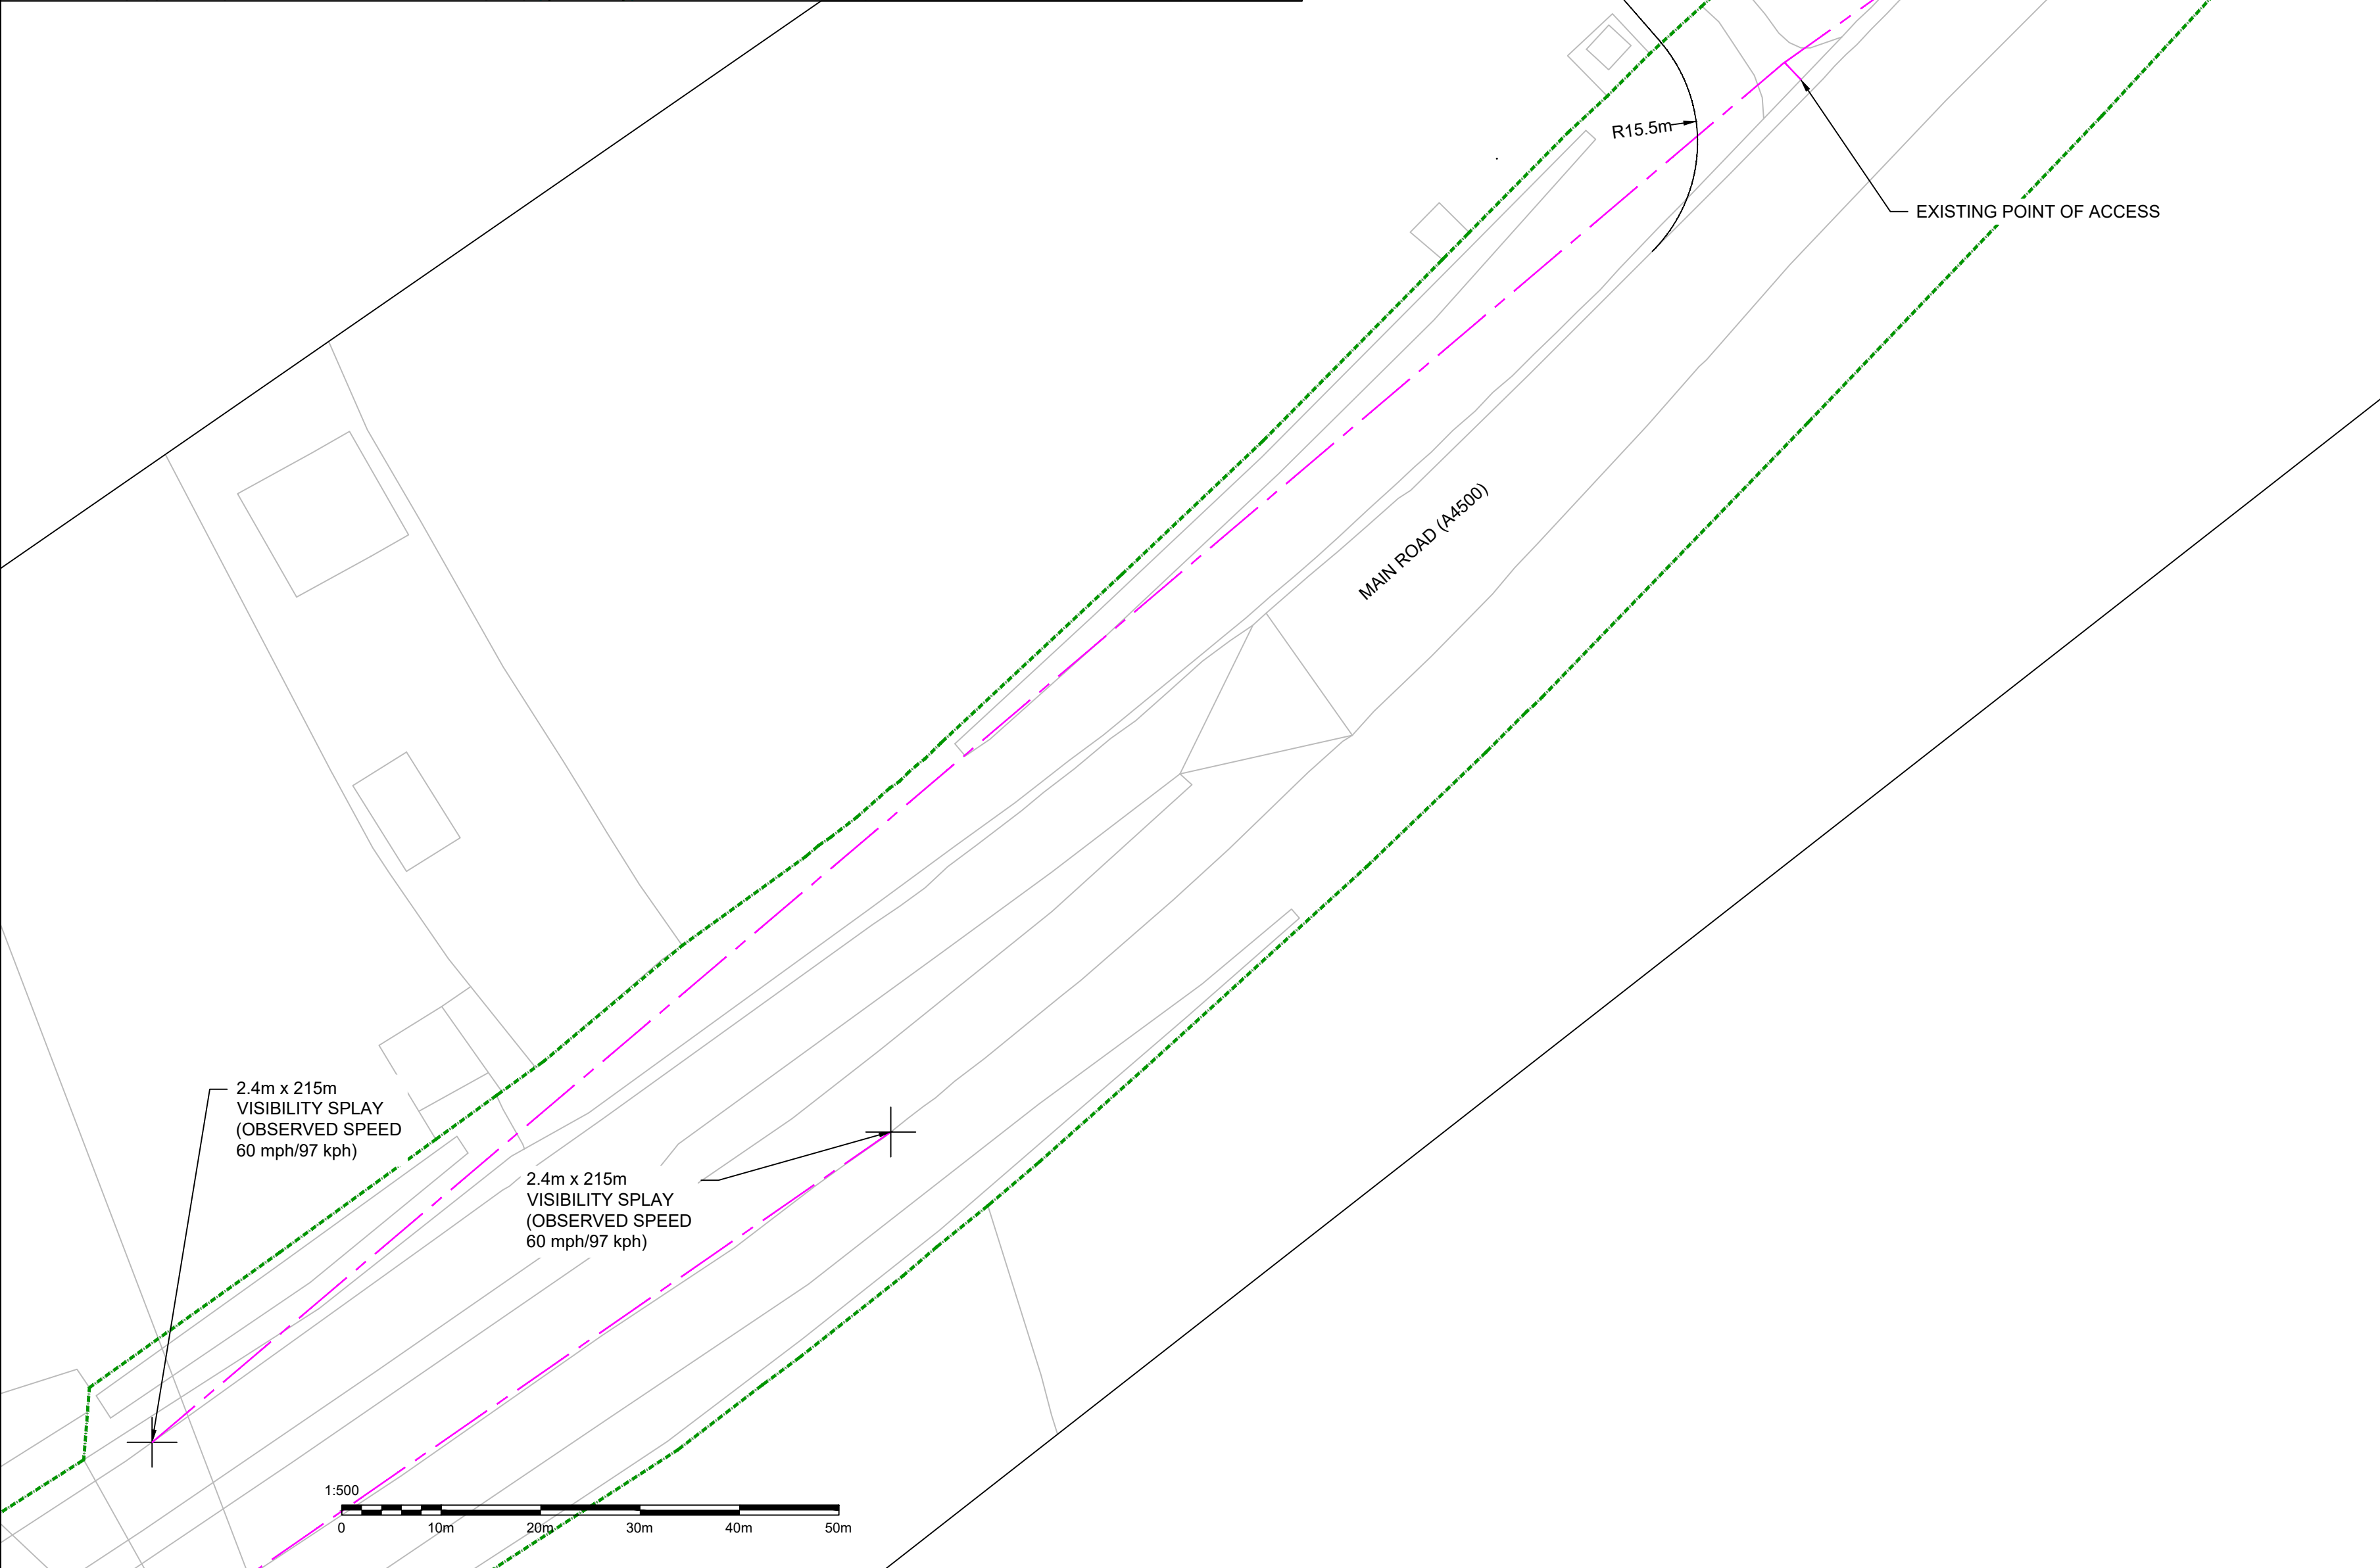 R15.5m
EXISTING POINT OF ACCESS
MAIN ROAD (A4500)
2.4m x 215m
VISIBILITY SPLAY
(OBSERVED SPEED
60 mph/97 kph)
2.4m x 215m
VISIBILITY SPLAY
(OBSERVED SPEED
60 mph/97 kph)
1:500
0 10m 20m 30m 40m 50m